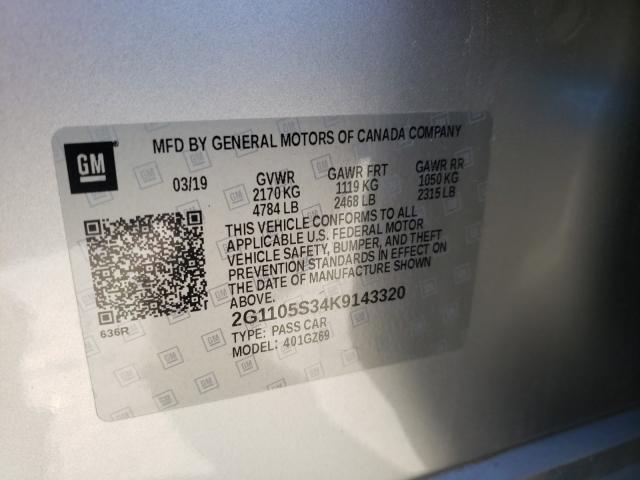 MFD BY GENERAL MOTORS OF CANADA COMPANY
GM
03/19
GVWR
2170 KG
4784 LB
GAWR FRT
1119 KG
2468 LB
GAWR RR
1050 KG
2315 LB
THIS VEHICLE CONFORMS TO ALL
APPLICABLE U.S. FEDERAL MOTOR
VEHICLE SAFETY, BUMPER, AND THEFT
PREVENTION STANDARDS IN EFFECT ON
THE DATE OF MANUFACTURE SHOWN
ABOVE.
2G1105S34K9143320
TYPE: PASS CAR
MODEL: 401GZ69
636R